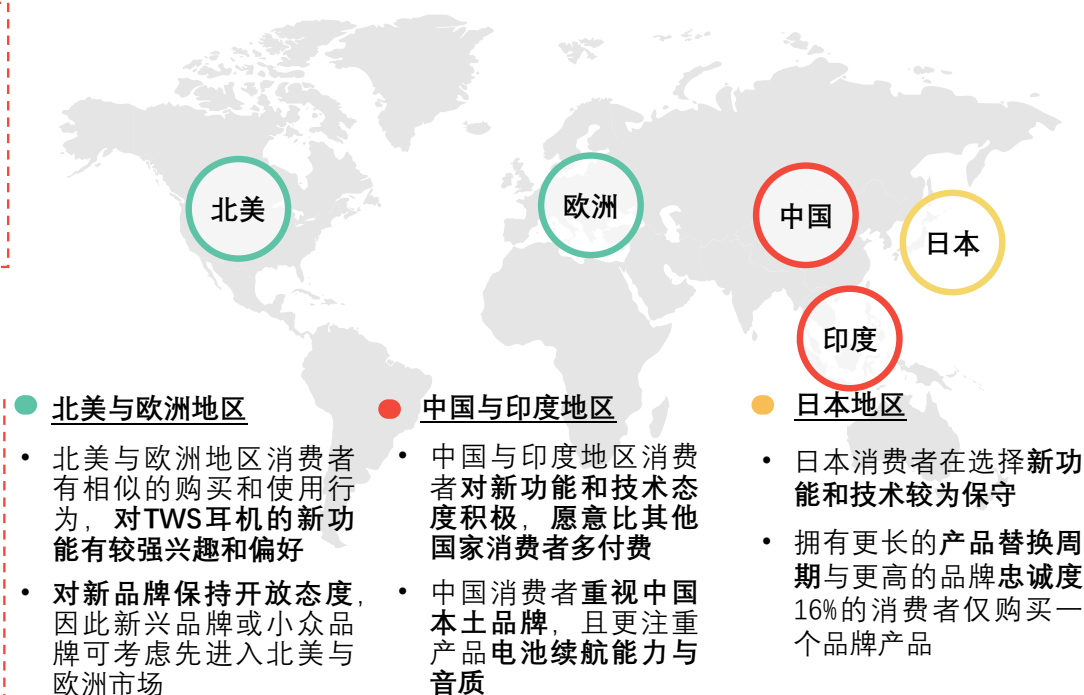 北美
欧洲
中国
日本
印度
北美与欧洲地区
• 北美与欧洲地区消费者
有相似的购买和使用行
为，对TWS耳机的新功
能有较强兴趣和偏好
• 对新品牌保持开放态度，
因此新兴品牌或小众品
牌可考虑先进入北美与
欧洲市场
中国与印度地区
• 中国与印度地区消费
者对新功能和技术态
度积极，愿意比其他
国家消费者多付费
• 中国消费者重视中国
本土品牌，且更注重
产品电池续航能力与
音质
日本地区
• 日本消费者在选择新功
能和技术较为保守
• 拥有更长的产品替换周
期与更高的品牌忠诚度
16%的消费者仅购买一
个品牌产品